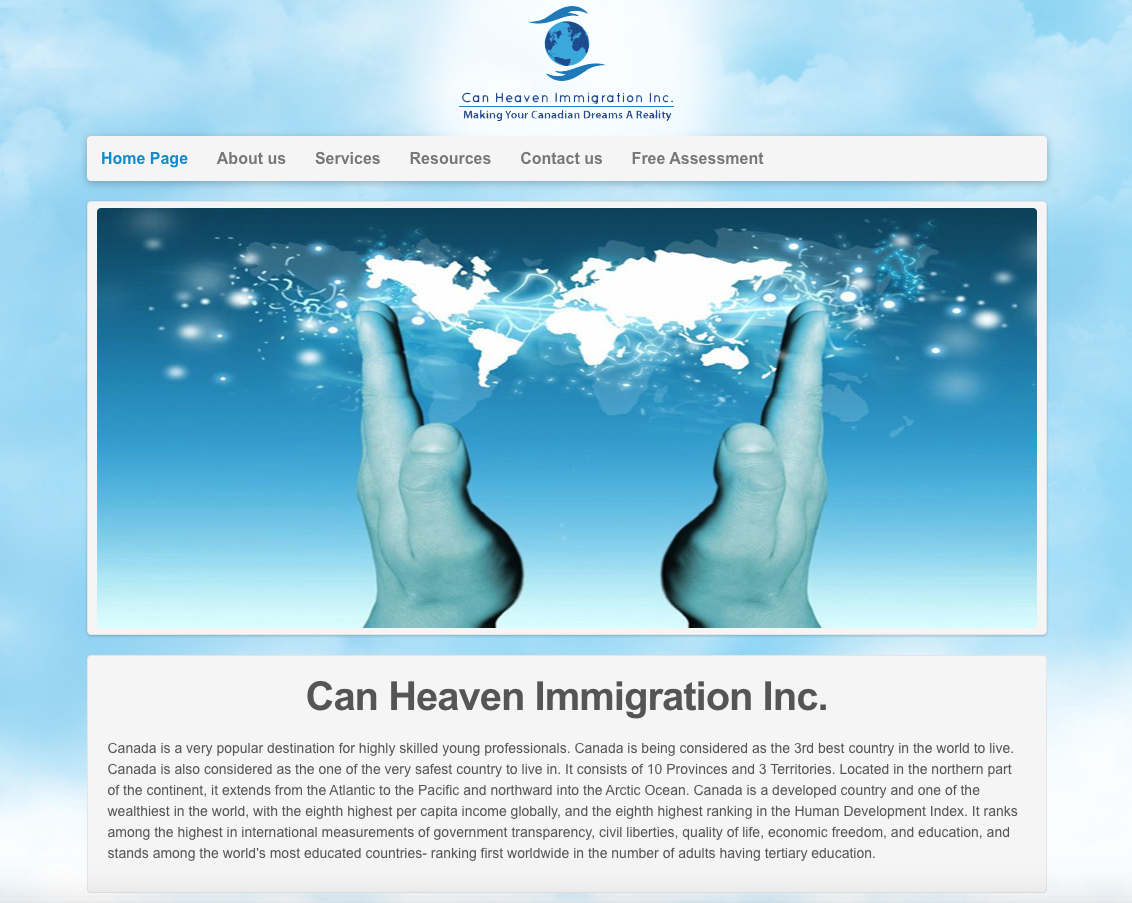 Can Heaven Immigration Inc.
Making Your Canadian Dreams A Reality
Home Page About us Services Resources Contact us Free Assessment
Can Heaven Immigration Inc.
Canada is a very popular destination for highly skilled young professionals. Canada is being considered as the 3rd best country in the world to live.
Canada is also considered as the one of the very safest country to live in. It consists of 10 Provinces and 3 Territories. Located in the northern part
of the continent, it extends from the Atlantic to the Pacific and northward into the Arctic Ocean. Canada is a developed country and one of the
wealthiest in the world, with the eighth highest per capita income globally, and the eighth highest ranking in the Human Development Index. It ranks
among the highest in international measurements of government transparency, civil liberties, quality of life, economic freedom, and education, and
stands among the world's most educated countries- ranking first worldwide in the number of adults having tertiary education.